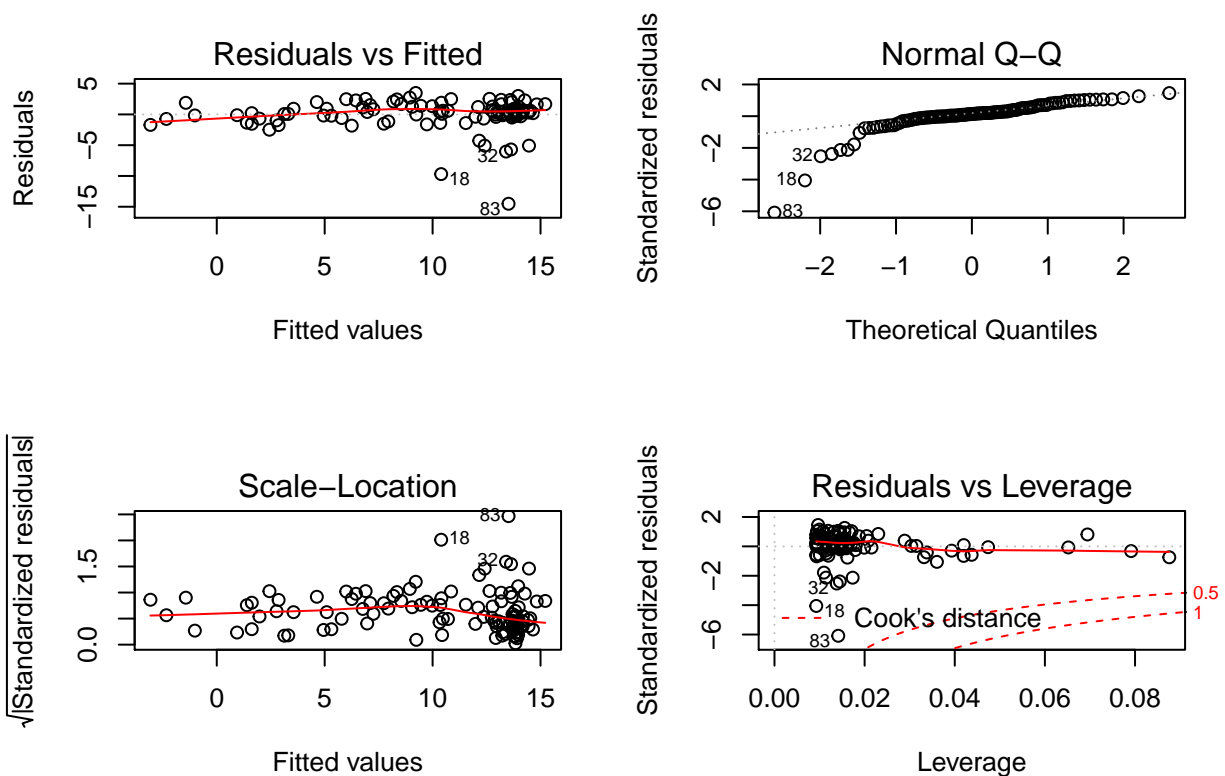 Residuals vs Fitted
Residuals
5
−5
−15
32
18
83
0 5 10 15
Fitted values
Normal Q−Q
Standardized residuals
2
−2
−6
32
18
83
−2 −1 0 1 2
Theoretical Quantiles
Scale−Location
√|Standardized residuals|
1.5
0.0
83
18
32
0 5 10 15
Fitted values
Residuals vs Leverage
Standardized residuals
2
−2
−6
32
18
83
Cook's distance
0.5
1
0.00 0.02 0.04 0.06 0.08
Leverage